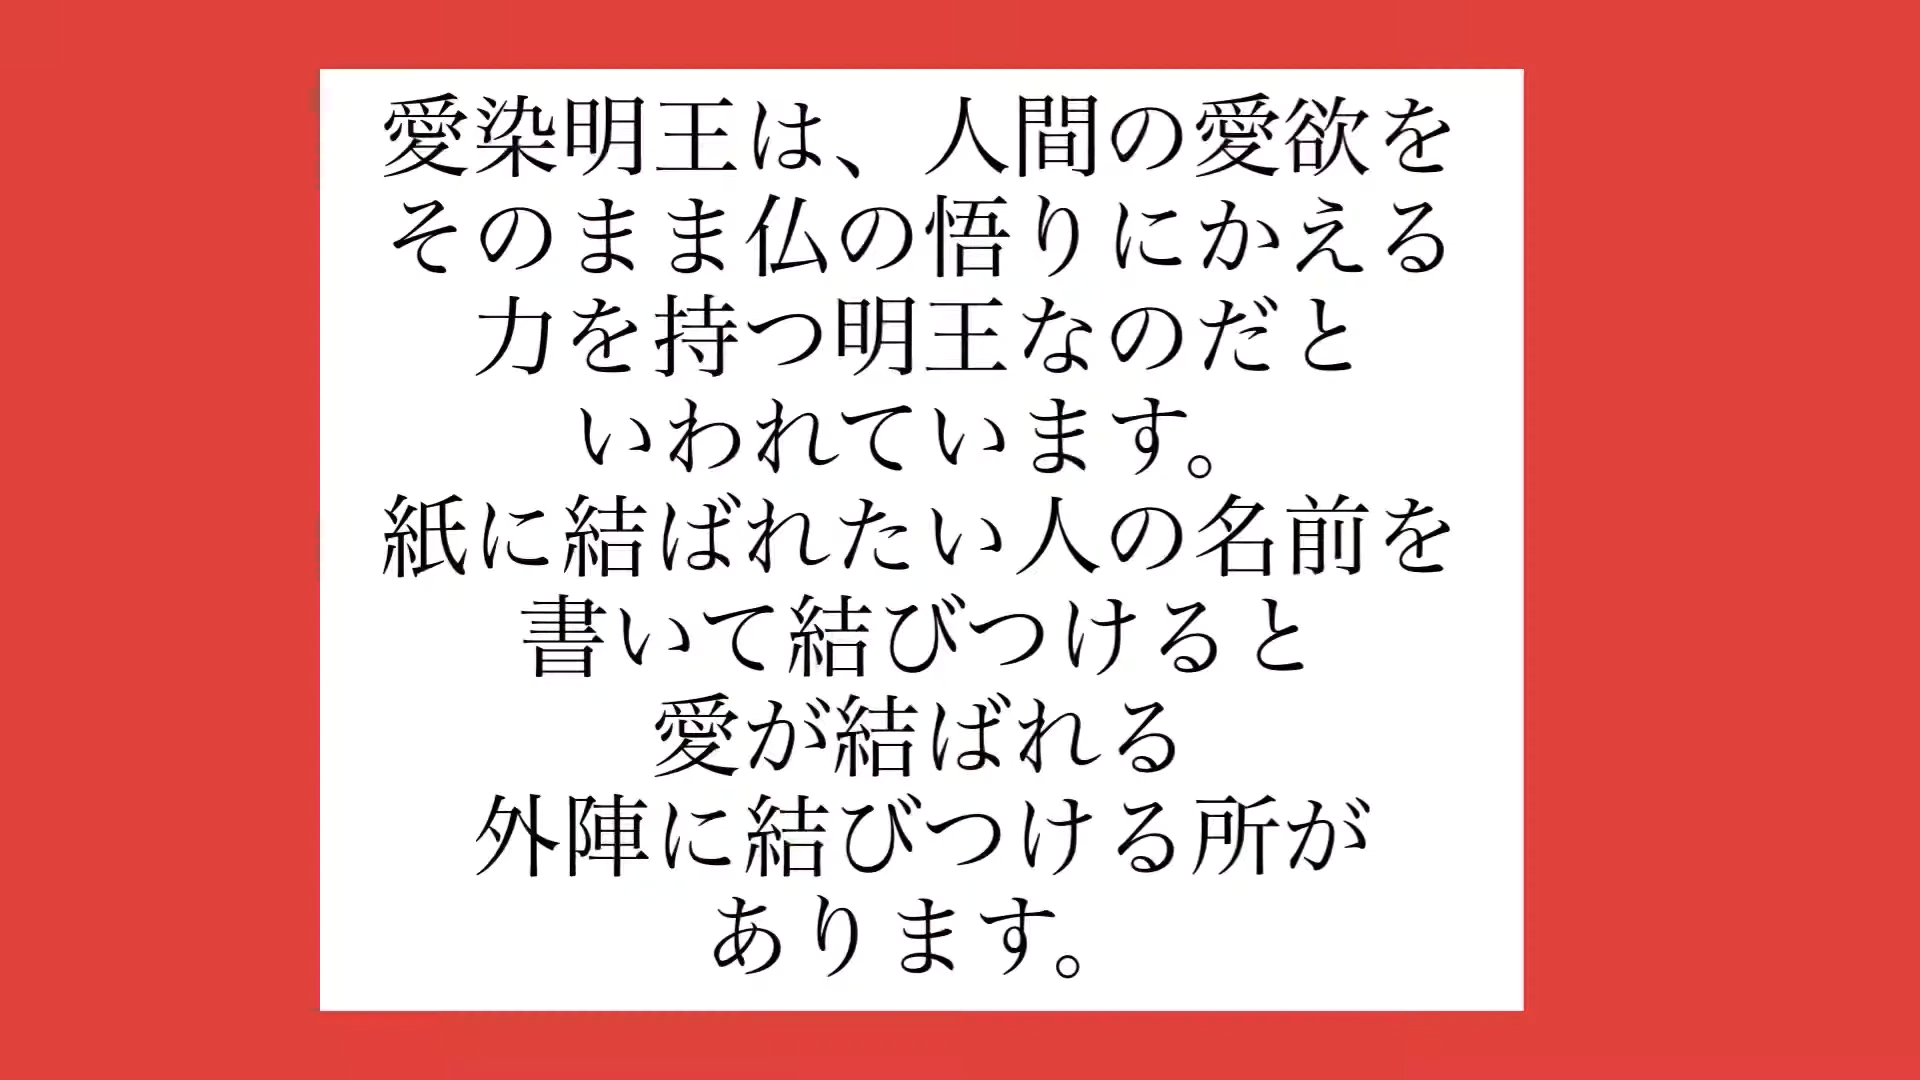 愛染明王は、人間の愛欲を
そのまま仏の悟りにかえる
力を持つ明王なのだと
いわれています。
紙に結ばれたい人の名前を
書いて結びつけると
愛が結ばれる
外陣に結びつける所が
あります。